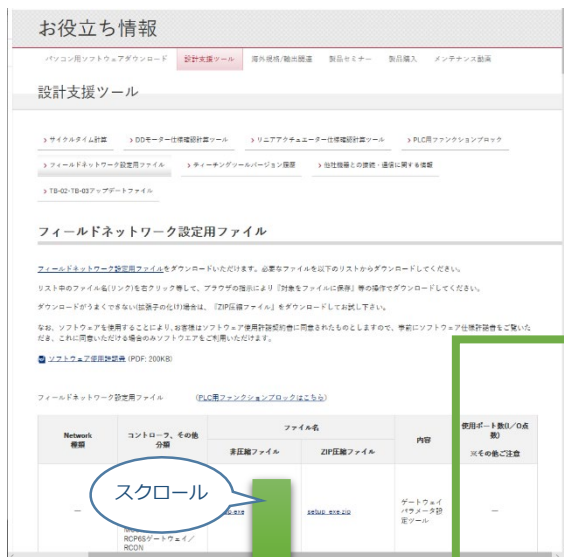 お役立ち情報
パソコン用ソフトウェアダウンロード 設計支援ツール 海外規格/輸出関連 製品セミナー 製品購入 メンテナンス動画
設計支援ツール
サイクルタイム計算 DDモーター仕様確認計算ツール リニアアクチュエーター仕様確認計算ツール PLC用ファンクションブロック
フィールドネットワーク設定用ファイル ティーチングツールバージョン履歴 他社機器との接続・通信に関する情報
TB-02・TB-03アップデートファイル
フィールドネットワーク設定用ファイル
フィールドネットワーク設定用ファイルをダウンロードいただけます。必要なファイルを以下のリストからダウンロードしてください。
リスト中のファイル名(リンク)を右クリック等して、ブラウザの指示により『対象をファイルに保存』等の操作でダウンロードしてください。
ダウンロードがうまくできない(拡張子の化け)場合は、『ZIP圧縮ファイル』をダウンロードしてお試し下さい。
なお、ソフトウェアを使用することにより、お客様はソフトウェア使用許諾契約書に同意されたものとしますので、事前にソフトウェア仕様許諾書をご覧いた
だき、これに同意いただける場合のみソフトウエアをご利用いただけます。
ソフトウェア使用許諾書 (PDF: 200KB)
フィールドネットワーク設定用ファイル (PLC用ファンクションブロックはこちら)
Network
種類
コントローラ、その他
分類
ファイル名
非圧縮ファイル
ZIP圧縮ファイル
内容
使用ポート数(I/O点
数)
※その他ご注意
スクロール
—
RCP6Sゲートウェイ／
RCON
setup_exe.zip
ゲートウェイ
パラメータ設
定ツール
—